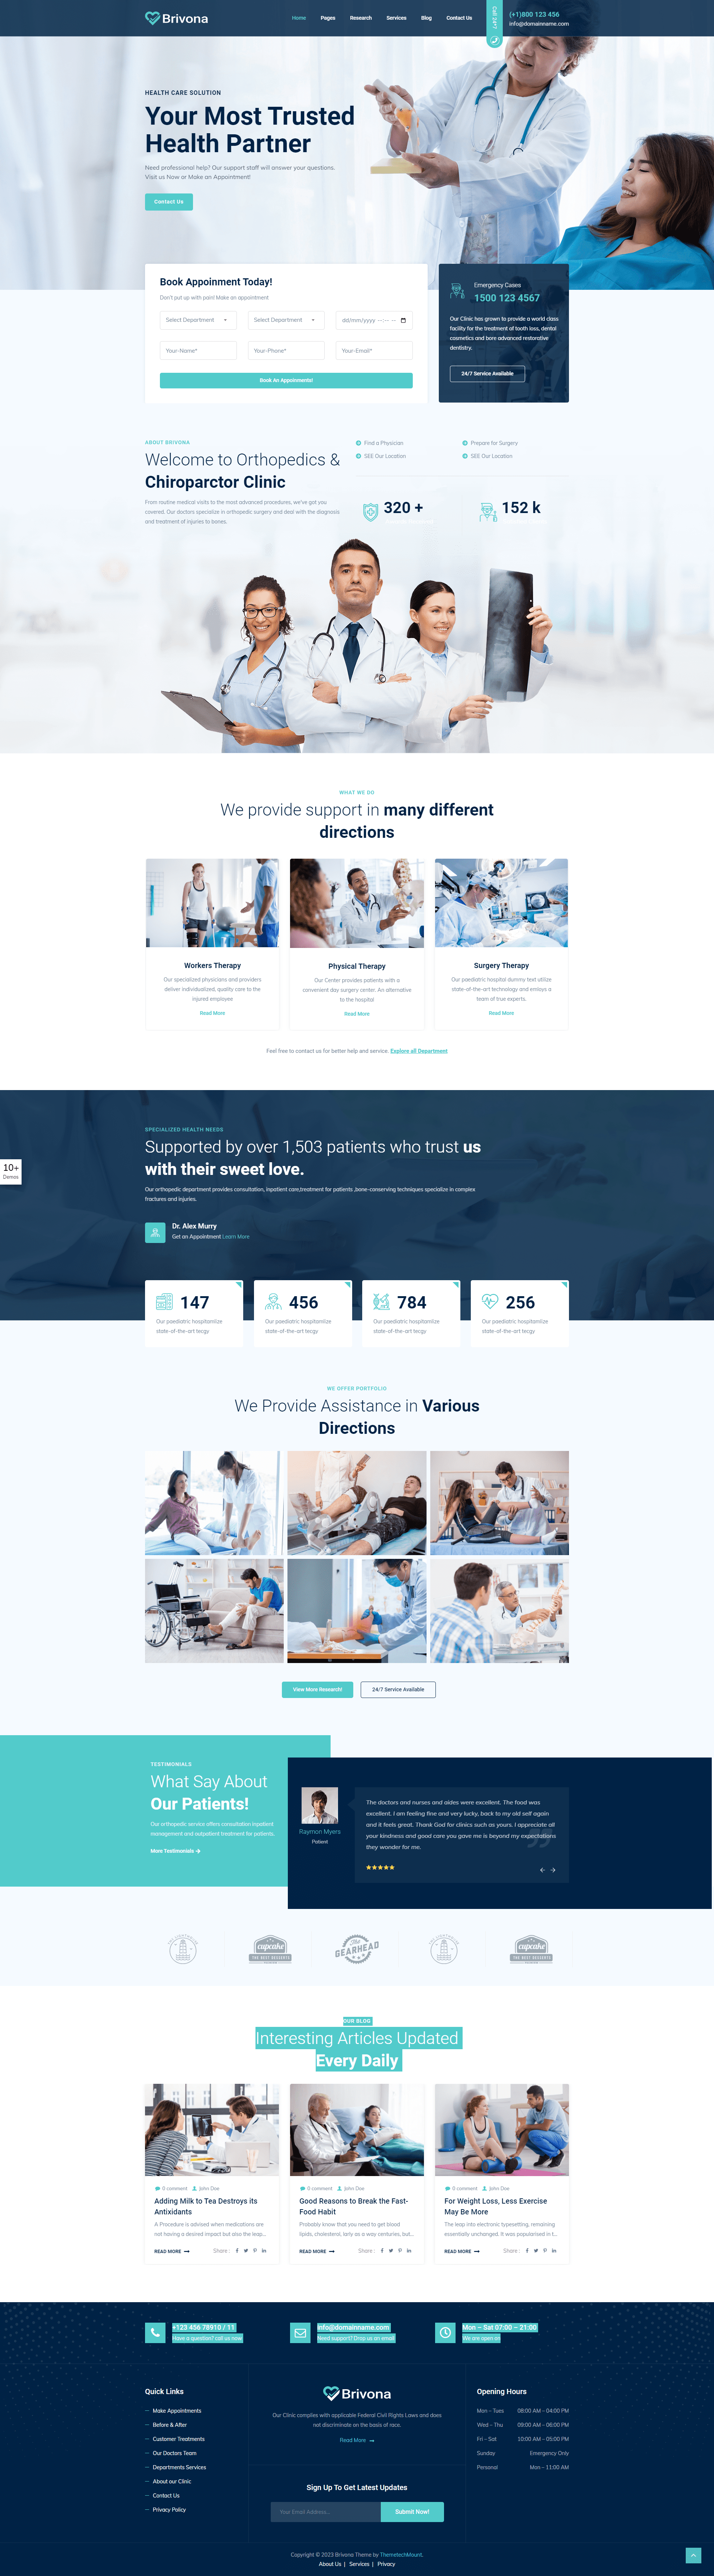 Brivona
Home Pages Research Services Blog Contact Us
Call 24*7
(+1)800 123 456
info@domainname.com
HEALTH CARE SOLUTION
Your Most Trusted
Health Partner
Need professional help? Our support staff will answer your questions.
Visit us Now or Make an Appointment!
Contact Us
Book Appoinment Today!
Don't put up with paint Make an appointment
Select Department Select Department dd/mm/yyyy --:-- --
Your-Name* Your-Phone* Your-Email*
Book An Appoinments!
Emergency Cases
1500 123 4567
Our Clinic has grown to provide a world class
facility for the treatment of tooth loss, dental
cosmetics and bore advanced restorative
dentistry.
24/7 Service Available
ABOUT BRIVONA
Welcome to Orthopedics &
Chiroparctor Clinic
From routine medical visits to the most advanced procedures, we've got you
covered. Our doctors specialize in orthopedic surgery and deal with the diagnosis
and treatment of injuries to bones.
Find a Physician Prepare for Surgery
SEE Our Location SEE Our Location
320 + 152 k
WHAT WE DO
We provide support in many different
directions
Workers Therapy
Our specialized physicians and providers
deliver individualized, quality care to the
injured employee
Read More
Physical Therapy
Our Center provides patients with a
convenient day surgery center. An alternative
to the hospital
Read More
Surgery Therapy
Our paediatric hospital dummy text utilize
state-of-the-art technology and emloys a
team of true experts.
Read More
Feel free to contact us for better help and service. Explore all Department
SPECIALIZED HEALTH NEEDS
Supported by over 1,503 patients who trust us
with their sweet love.
Our orthopedic department provides consultation, inpatient care,treatment for patients ,bone-conserving techniques specialize in complex
fractures and injuries.
10+
Demos
Dr. Alex Murry
Get an Appointment Learn More
147
Our paediatric hospitamlize
state-of-the-art tecgy
456
Our paediatric hospitamlize
state-of-the-art tecgy
784
Our paediatric hospitamlize
state-of-the-art tecgy
256
Our paediatric hospitamlize
state-of-the-art tecgy
WE OFFER PORTFOLIO
We Provide Assistance in Various
Directions
View More Research! 24/7 Service Available
TESTIMONIALS
What Say About
Our Patients!
Our orthopedic service offers consultation inpatient
management and outpatient treatment for patients.
More Testimonials
Raymon Myers
Patient
The doctors and nurses and aides were excellent. The food was
excellent. I am feeling fine and very lucky, back to my old self again
and it feels great. Thank God for clinics such as yours. I appreciate all
your kindness and good care you gave me is beyond my expectations
they wonder for me.
cupcake
THE BEST DESSERTS
The
GEARHEAD
cupcake
THE BEST DESSERTS
OUR BLOG
Interesting Articles Updated
Every Daily
0 comment John Doe
Adding Milk to Tea Destroys its
Antixidants
A Procedure is advised when medications are
not having a desired impact but also the leap...
READ MORE Share :
0 comment John Doe
Good Reasons to Break the Fast-
Food Habit
Probably know that you need to get blood
lipids, cholesterol, larly as a way centuries, but...
READ MORE Share :
0 comment John Doe
For Weight Loss, Less Exercise
May Be More
The leap into electronic typesetting, remaining
essentially unchanged. It was popularised in t...
READ MORE Share :
+123 456 78910 / 11
Have a question? call us now
info@domainname.com
Need support? Drop us an email
Mon – Sat 07:00 – 21:00
We are open on
Quick Links
Make Appointments
Before & After
Customer Treatments
Our Doctors Team
Departments Services
About our Clinic
Contact Us
Privacy Policy
Brivona
Our Clinic complies with applicable Federal Civil Rights Laws and does
not discriminate on the basis of race.
Read More
Sign Up To Get Latest Updates
Your Email Address... Submit Now!
Opening Hours
Mon – Tues 08:00 AM – 04:00 PM
Wed – Thu 09:00 AM – 06:00 PM
Fri – Sat 10:00 AM – 05:00 PM
Sunday Emergency Only
Personal Mon – 11:00 AM
Copyright © 2023 Brivona Theme by ThemetechMount.
About Us | Services | Privacy